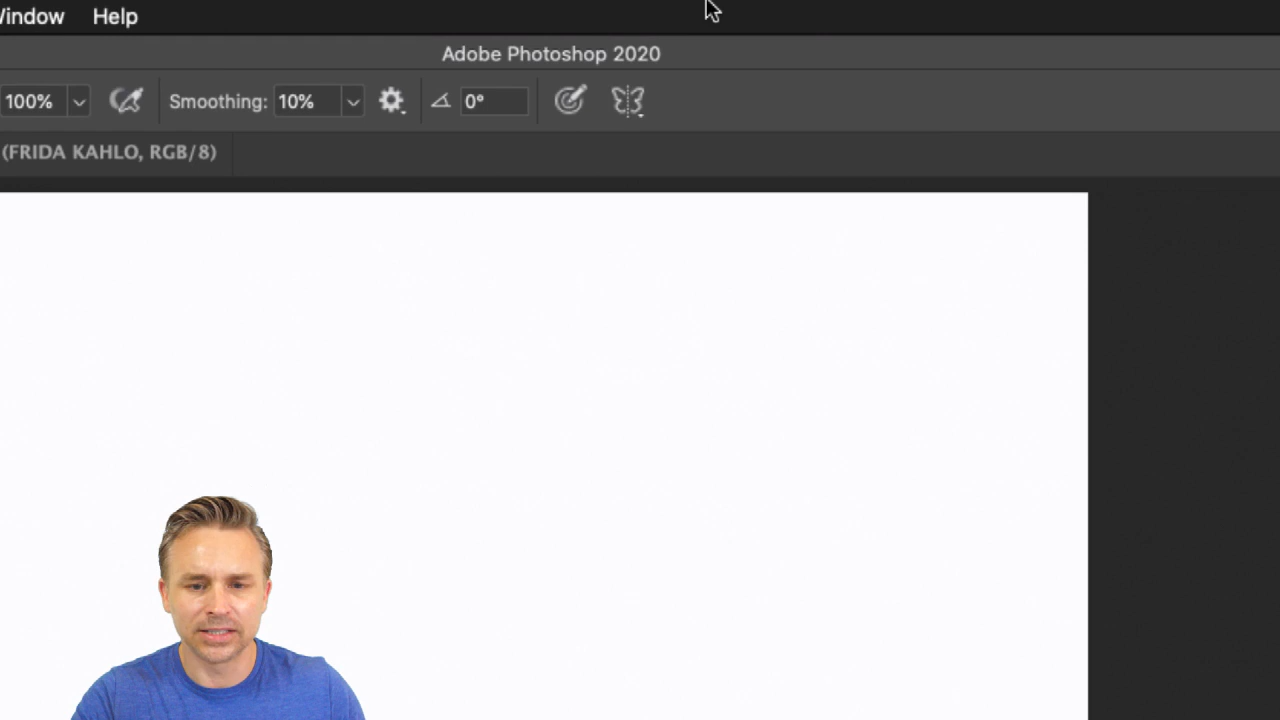 Window Help
Adobe Photoshop 2020
100% Smoothing: 10% 0°
(FRIDA KAHLO, RGB/8)